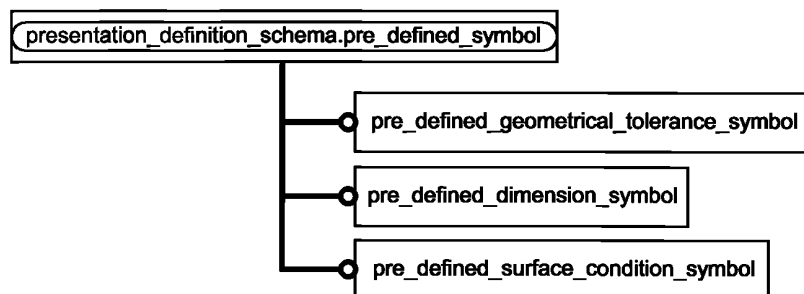 presentation_definition_schema.pre_defined_symbol
pre_defined_geometrical_tolerance_symbol
pre_defined_dimension_symbol
pre_defined_surface_condition_symbol